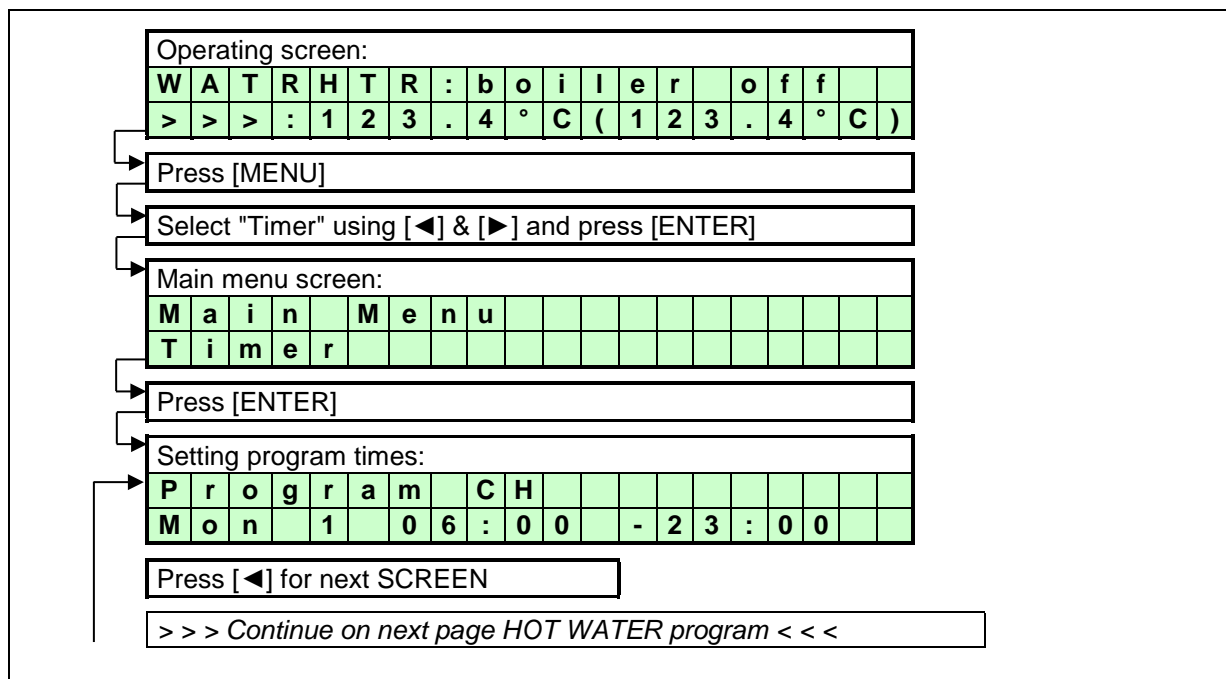 Operating screen:
WATRHTR:boiler off
>>>:123.4°C(123.4°C)
Press [MENU]
Select "Timer" using [◄] & [►] and press [ENTER]
Main menu screen:
Main Menu
Timer
Press [ENTER]
Setting program times:
Program CH
Mon 1 06:00 -23:00
Press [◄] for next SCREEN
> > > Continue on next page HOT WATER program < < <